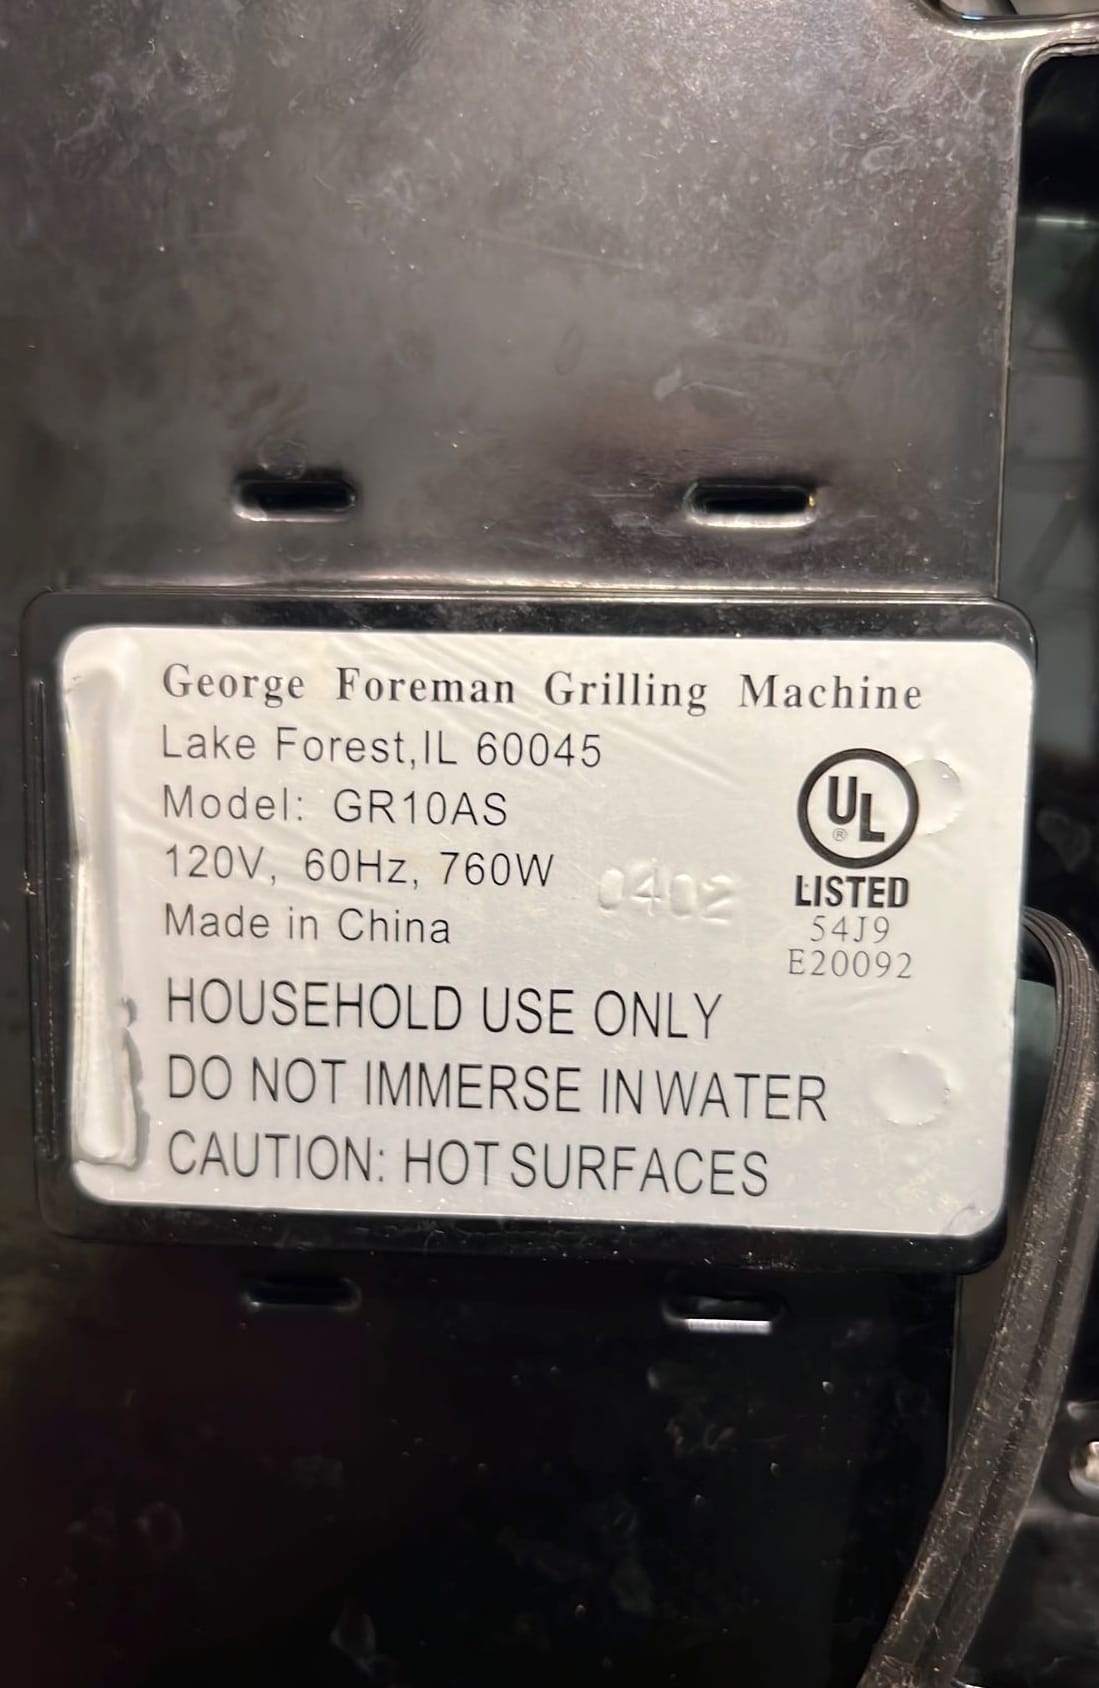 George Foreman Grilling Machine
Lake Forest,IL 60045
Model: GR10AS
120V, 60Hz, 760W
0402
Made in China
HOUSEHOLD USE ONLY
DO NOT IMMERSE IN WATER
CAUTION: HOT SURFACES
UL
®
LISTED
54J9
E20092